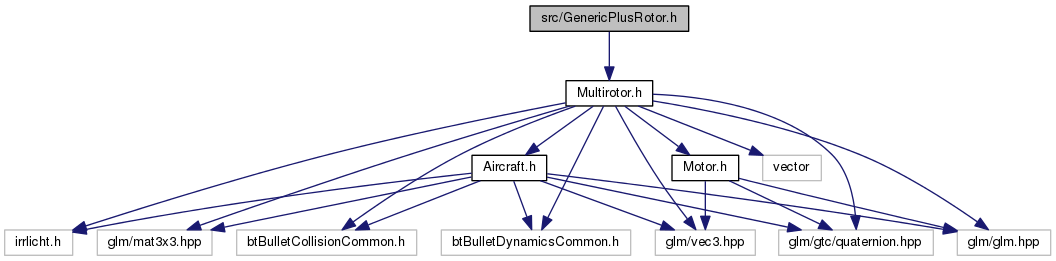 src/GenericPlusRotor.h
Multirotor.h
Aircraft.h
Motor.h
vector
irrlicht.h
glm/mat3x3.hpp
btBulletCollisionCommon.h
btBulletDynamicsCommon.h
glm/vec3.hpp
glm/gtc/quaternion.hpp
glm/glm.hpp